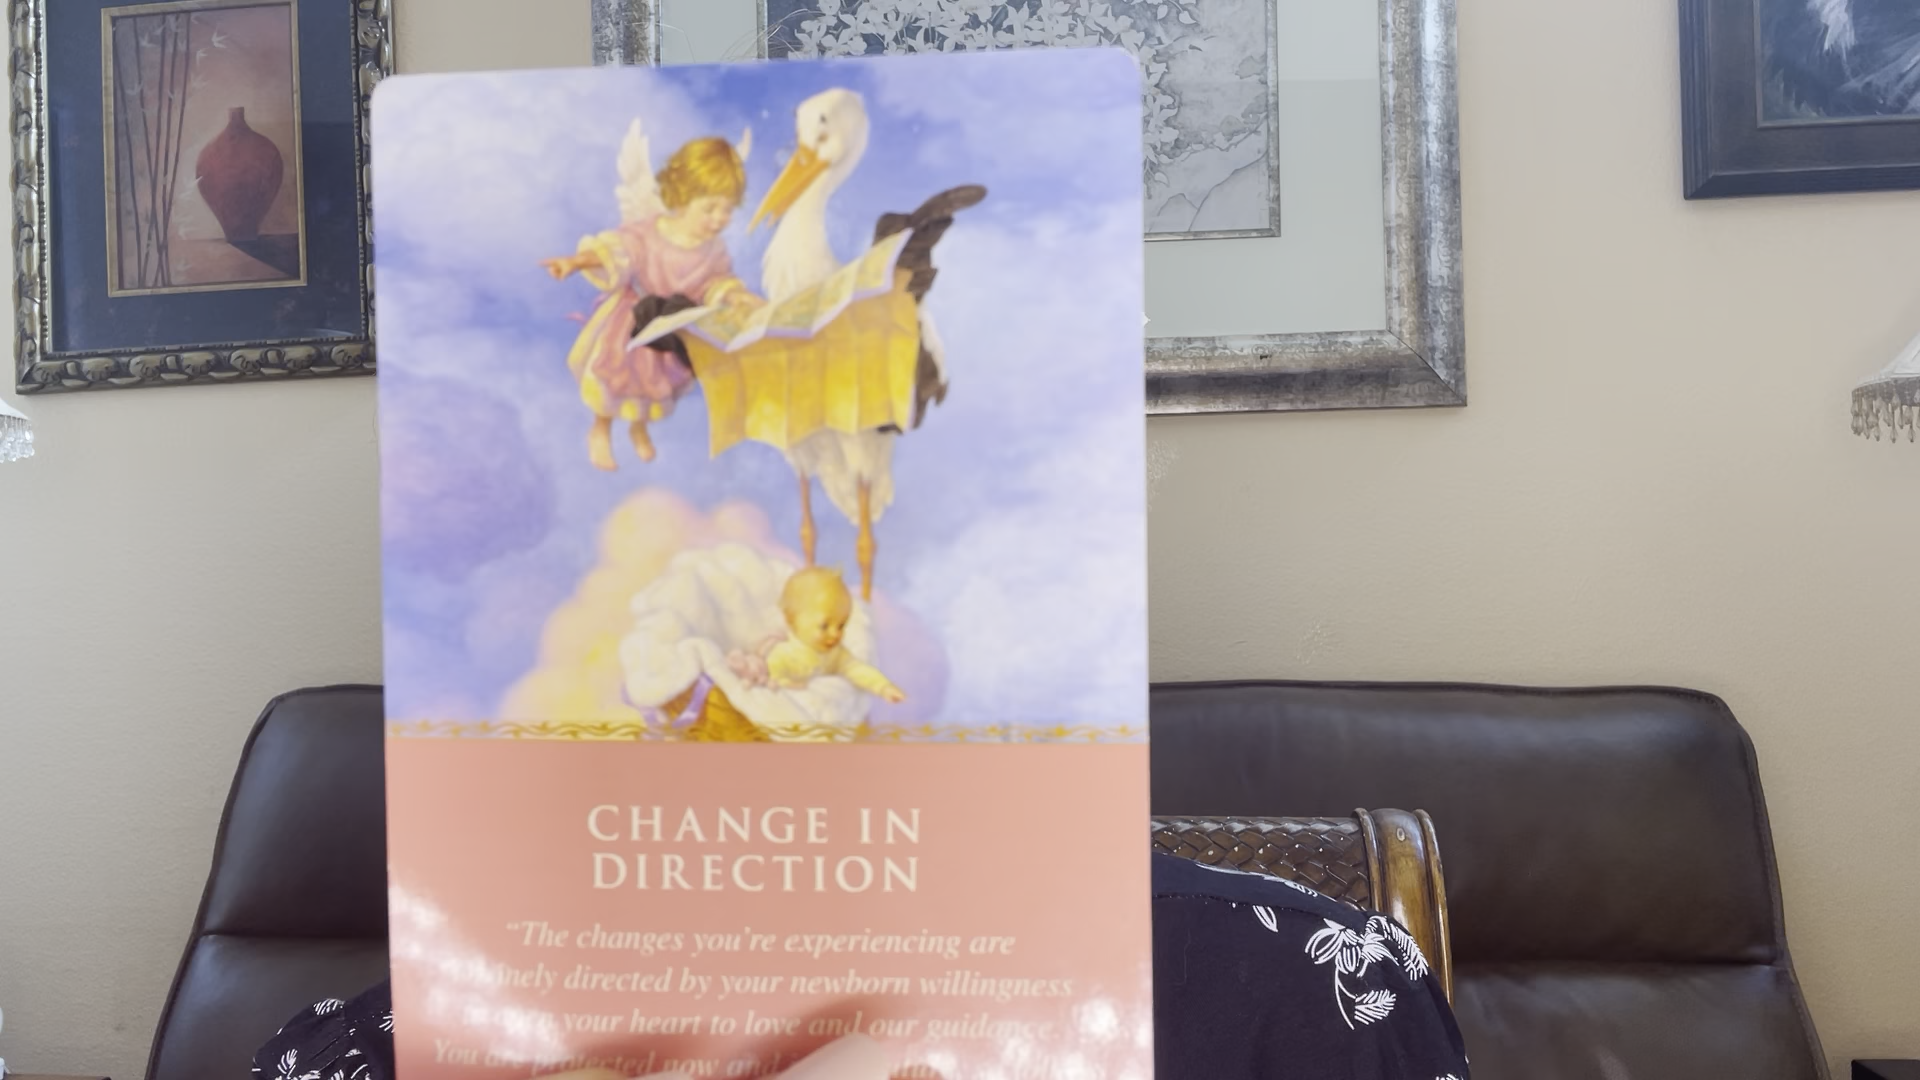 CHANGE IN
DIRECTION
"The changes you're experiencing are
directed by your newborn willingness
your heart to love and our guidance
You are protected now and